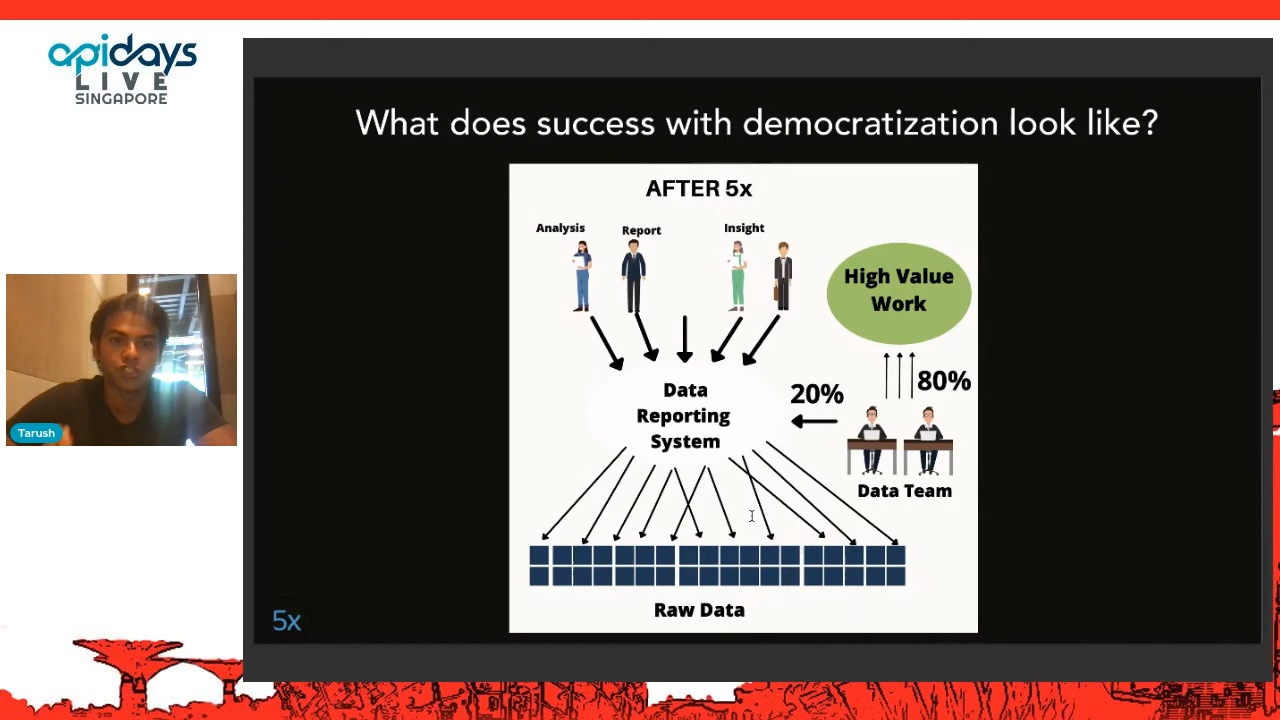 apidays
LIVE
SINGAPORE
What does success with democratization look like?
AFTER 5x
Analysis
Report
Insight
High Value
Work
80%
20%
Data
Reporting
System
Data Team
Raw Data
Tarush
5x